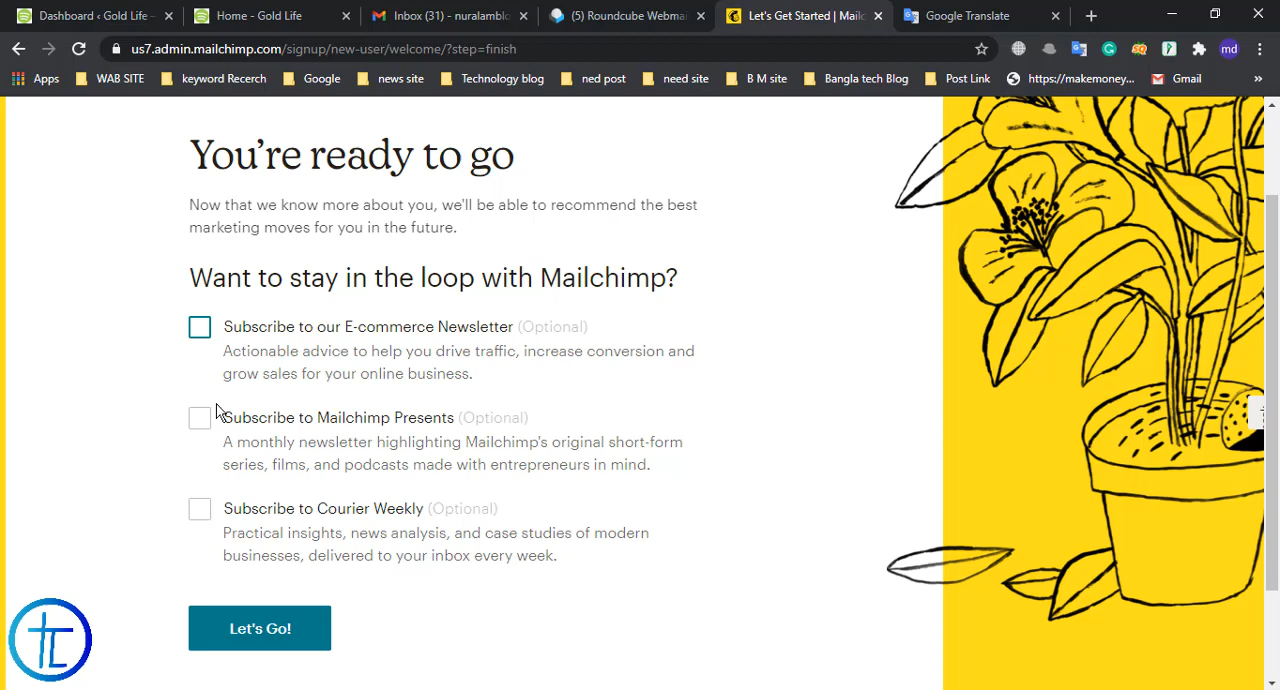 Dashboard ‹ Gold Life –
Home - Gold Life
Inbox (31) - nuralamblo
(5) Roundcube Webma
Let's Get Started | Mailc
Google Translate
us7.admin.mailchimp.com/signup/new-user/welcome/?step=finish
md
Apps
WAB SITE
keyword Recerch
Google
news site
Technology blog
ned post
need site
B M site
Bangla tech Blog
Post Link
https://makemoney...
Gmail
»
You're ready to go
Now that we know more about you, we'll be able to recommend the best
marketing moves for you in the future.
Want to stay in the loop with Mailchimp?
Subscribe to our E-commerce Newsletter (Optional)
Actionable advice to help you drive traffic, increase conversion and
grow sales for your online business.
Subscribe to Mailchimp Presents (Optional)
A monthly newsletter highlighting Mailchimp's original short-form
series, films, and podcasts made with entrepreneurs in mind.
Subscribe to Courier Weekly (Optional)
Practical insights, news analysis, and case studies of modern
businesses, delivered to your inbox every week.
Let's Go!